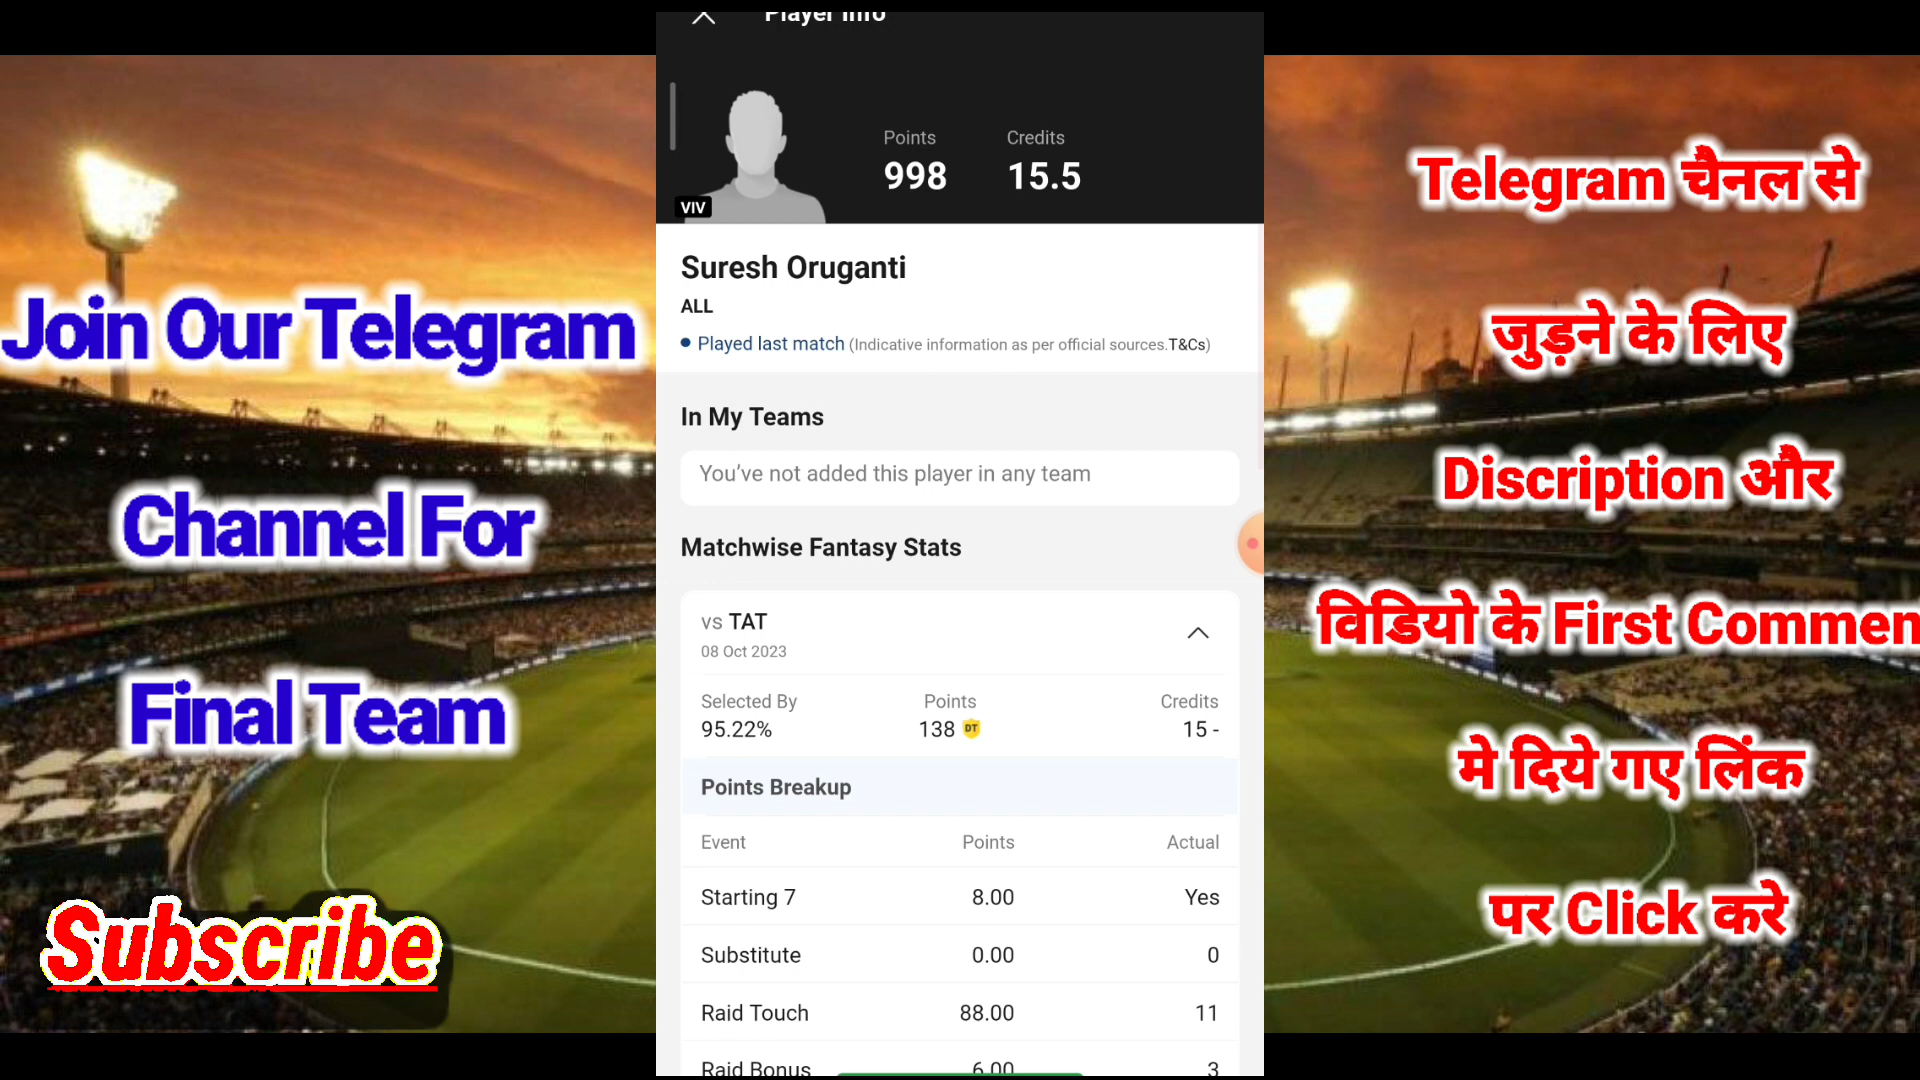 Player Info
Points
Credits
998
15.5
VIV
Suresh Oruganti
ALL
Played last match (Indicative information as per official sources.T&Cs)
In My Teams
You've not added this player in any team
Matchwise Fantasy Stats
vs TAT
08 Oct 2023
Selected By
Points
Credits
95.22%
138 DT
15 -
Points Breakup
Event
Points
Actual
Starting 7
8.00
Yes
Substitute
0.00
0
Raid Touch
88.00
11
Raid Bonus
6.00
3
Join Our Telegram
Channel For
Final Team
Subscribe
Telegram चैनल से
जुड़ने के लिए
Discription और
विडियो के First Commen
मे दिये गए लिंक
पर Click करे